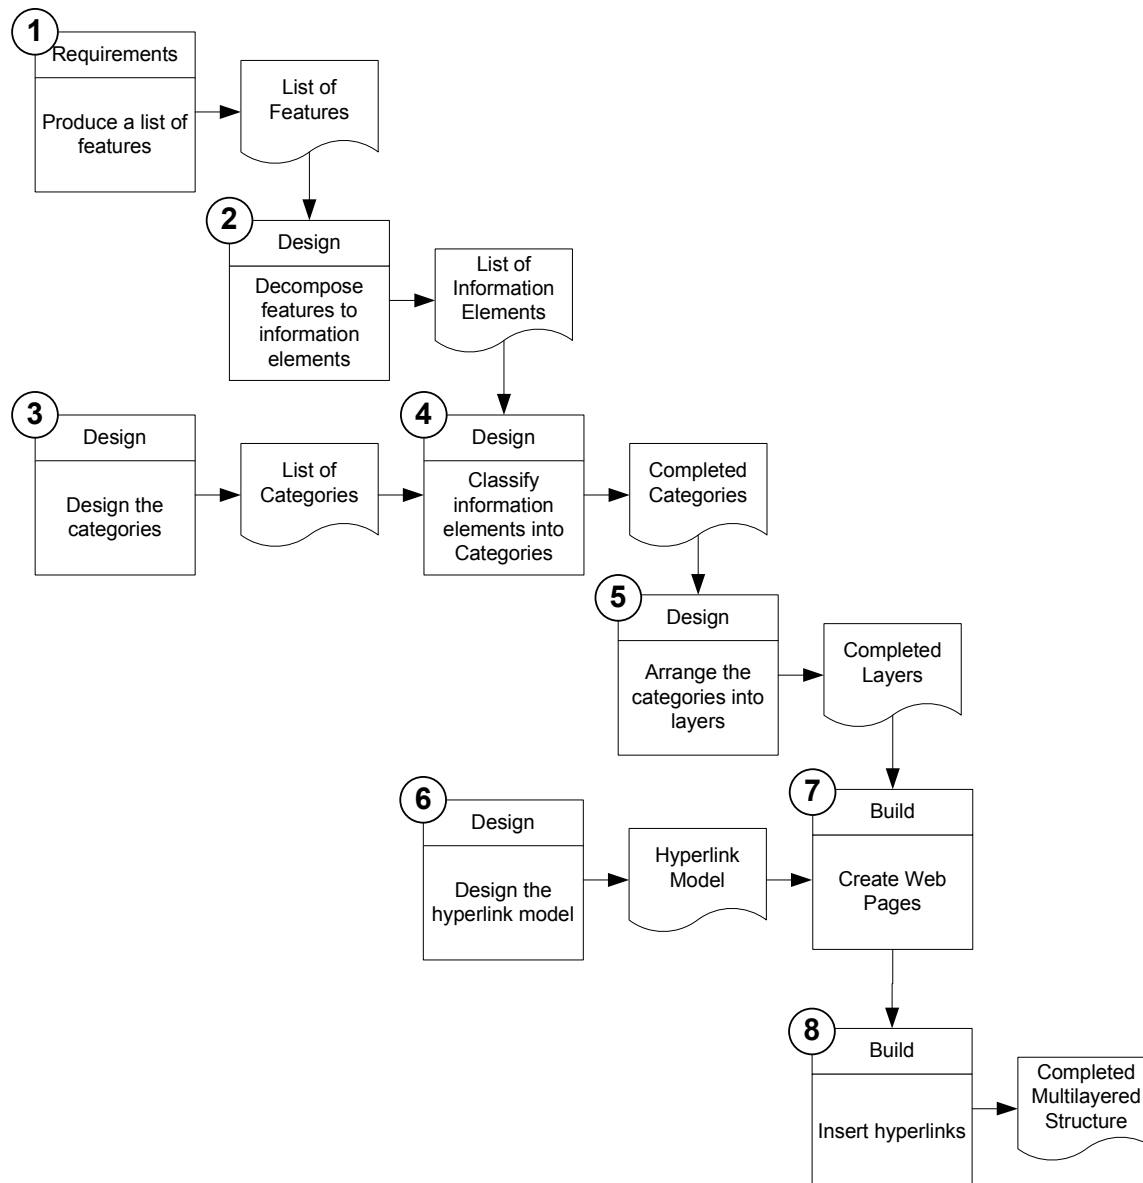 1
Requirements
Produce a list of
features
List of
Features
2
Design
Decompose
features to
information
elements
List of
Information
Elements
3
Design
Design the
categories
List of
Categories
4
Design
Classify
information
elements into
Categories
Completed
Categories
5
Design
Arrange the
categories into
layers
Completed
Layers
6
Design
Design the
hyperlink model
Hyperlink
Model
7
Build
Create Web
Pages
8
Build
Insert hyperlinks
Completed
Multilayered
Structure